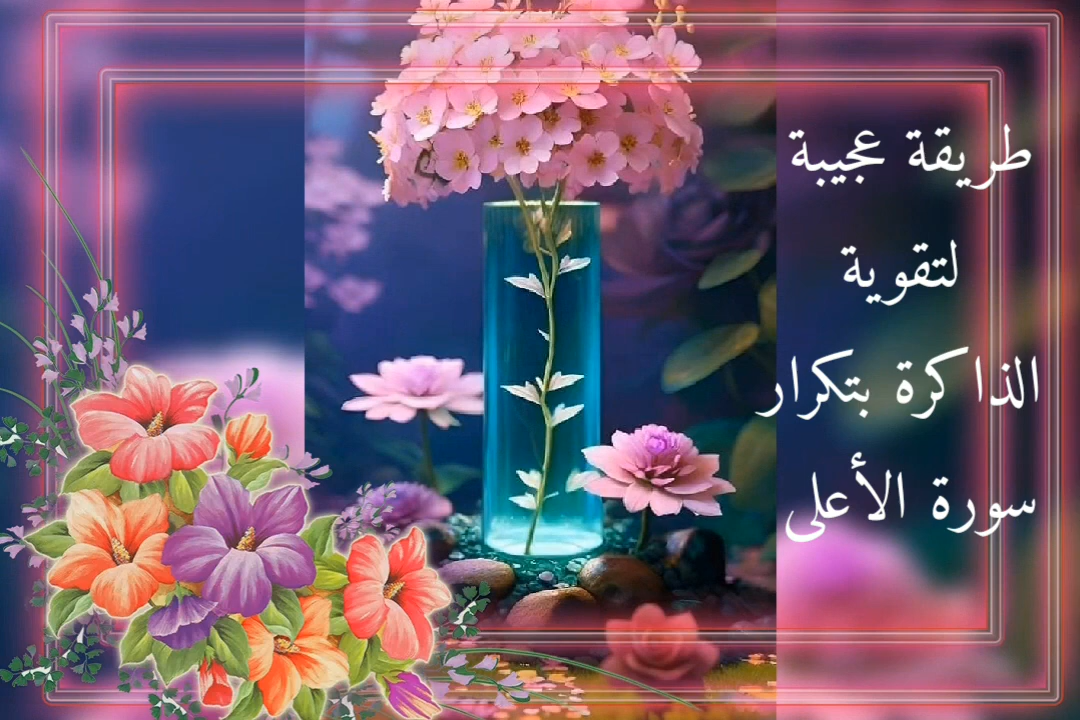 طريقة عجيبة
لتقوية
الذاكرة بتكرار
سورة الأعلى